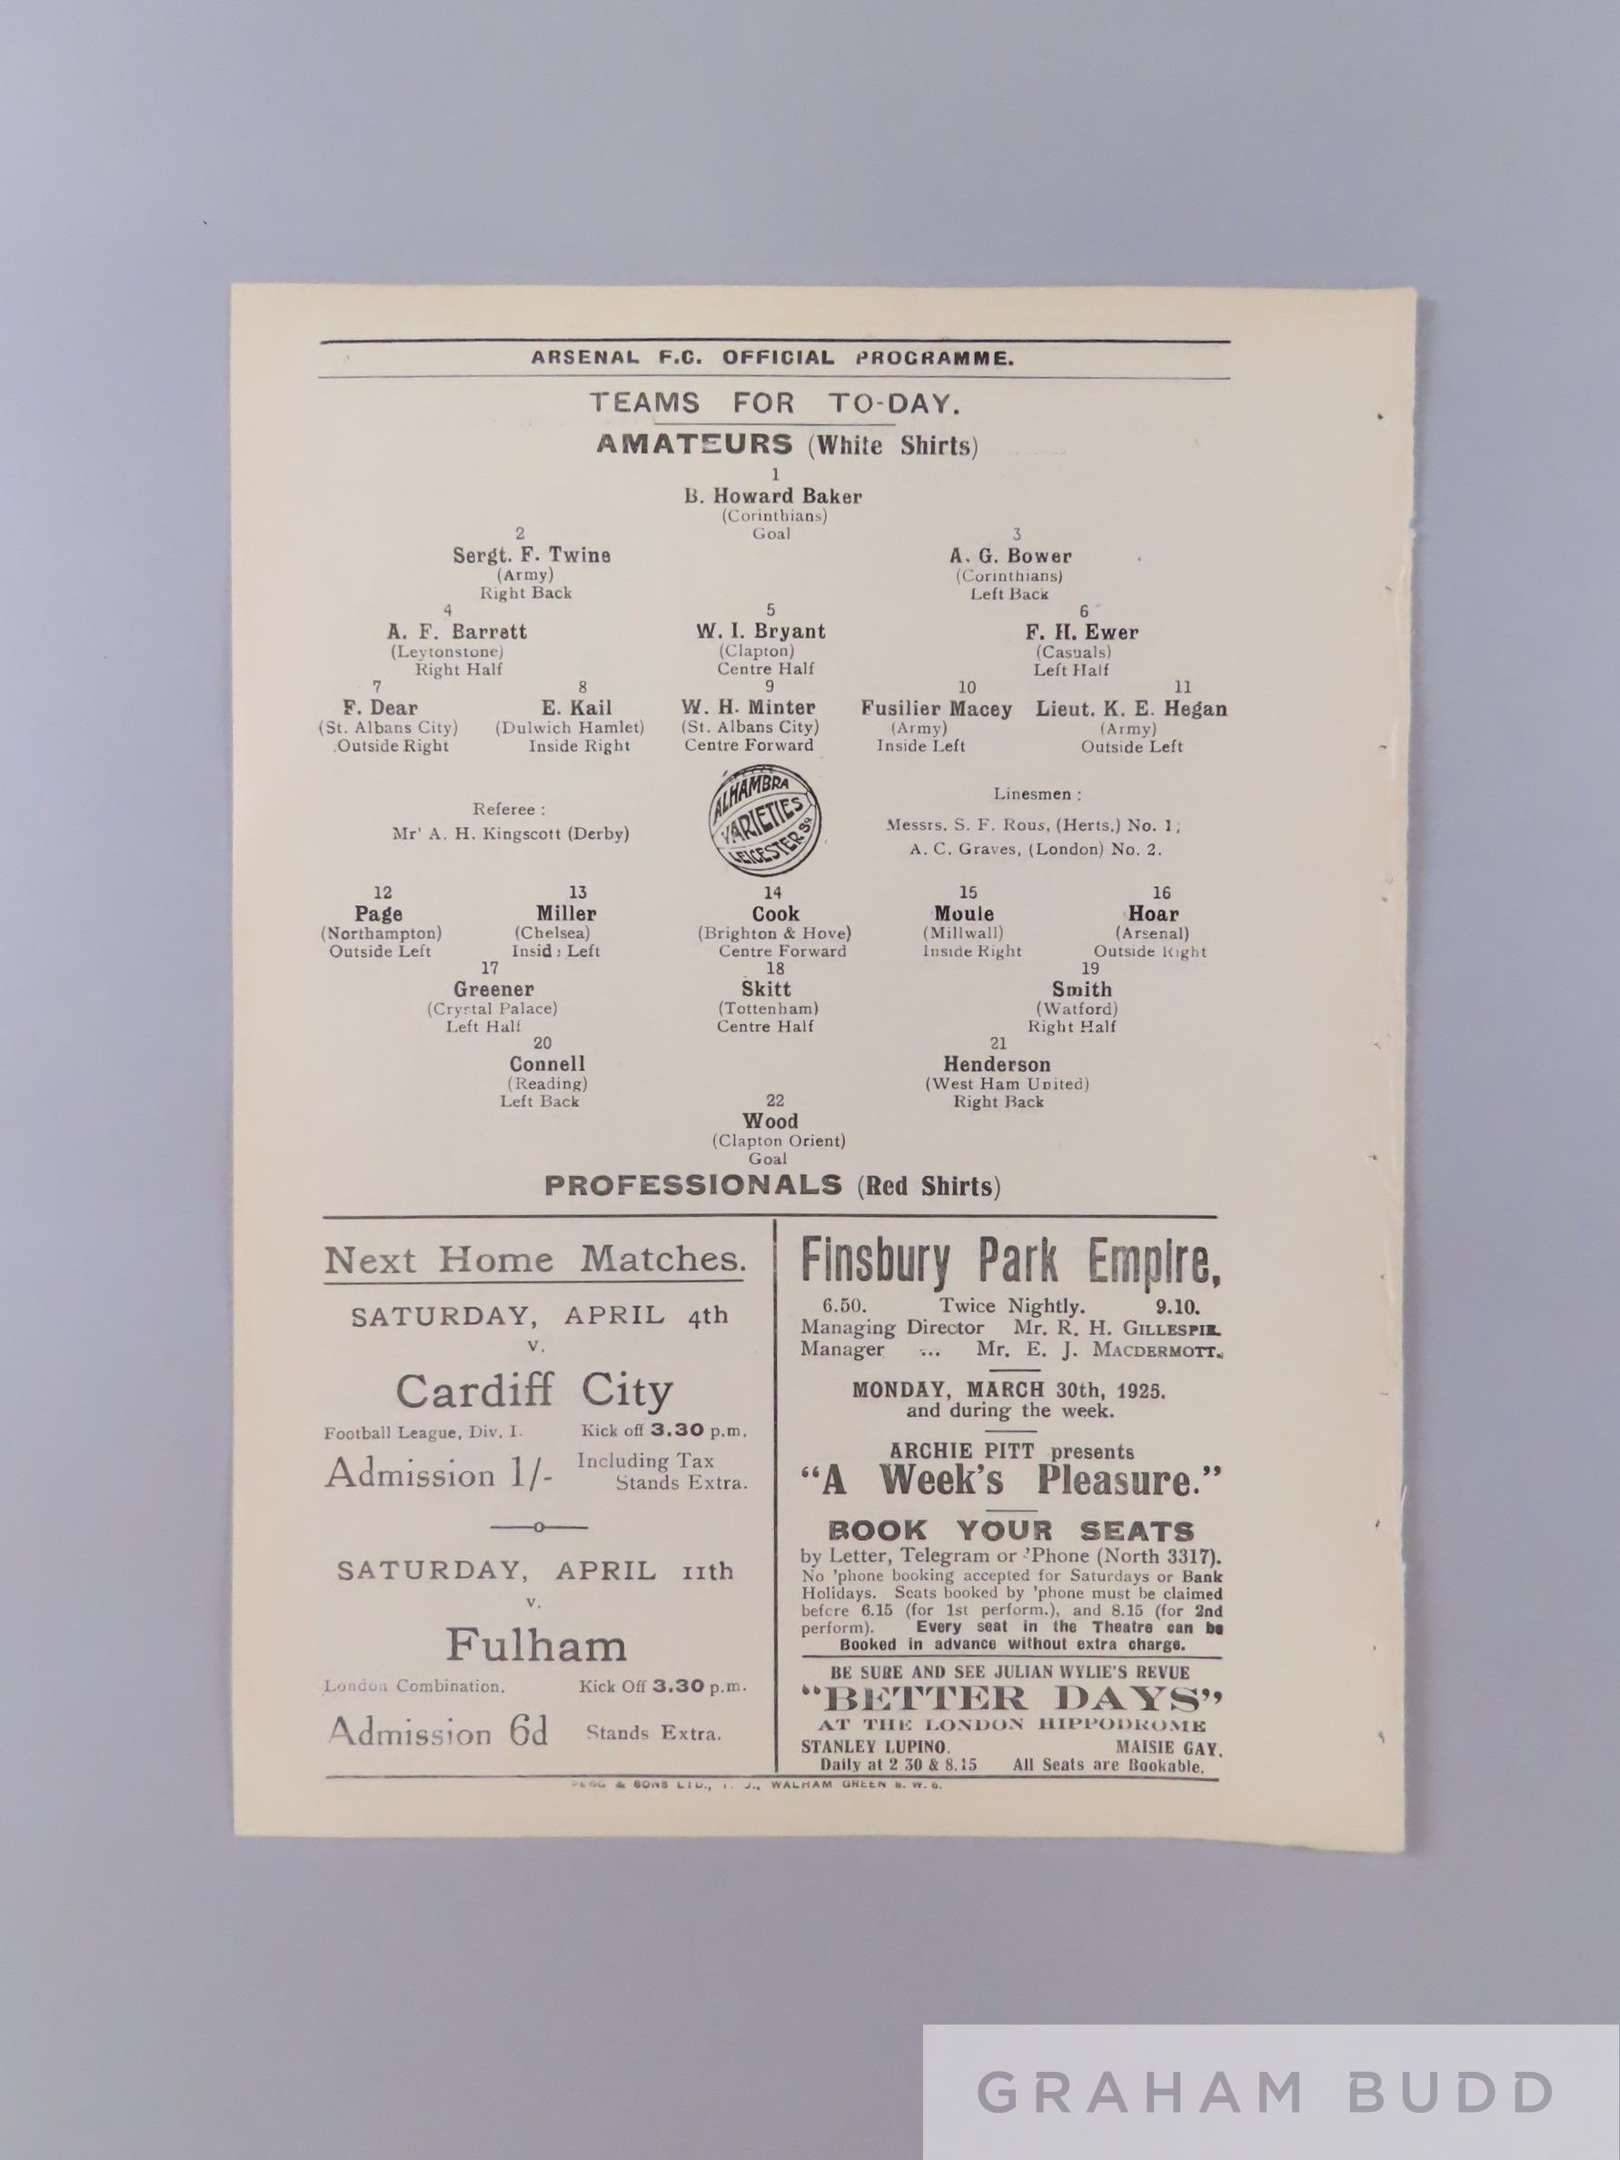 ARSENAL F.C. OFFICIAL PROGRAMME.
TEAMS FOR TO-DAY.
AMATEURS (White Shirts)
1
B. Howard Baker
(Corinthians)
Goal
2 3
Sergt. F. Twine A. G. Bower
(Army) (Corinthians)
Right Back Left Back
4 5 6
A. F. Barrett W. I. Bryant F. H. Ewer
(Leytonstone) (Clapton) (Casuals)
Right Half Centre Half Left Half
7 8 9 10 11
F. Dear E. Kail W. H. Minter Fusilier Macey Lieut. K. E. Hegan
(St. Albans City) (Dulwich Hamlet) (St. Albans City) (Army) (Army)
Outside Right Inside Right Centre Forward Inside Left Outside Left
Referee :
Mr' A. H. Kingscott (Derby)
ALHAMBRA
VARIETIES
LEICESTER Sq
Linesmen :
Messrs. S. F. Rous, (Herts.) No. 1;
A. C. Graves, (London) No. 2.
12 13 14 15 16
Page Miller Cook Moule Hoar
(Northampton) (Chelsea) (Brighton & Hove) (Millwall) (Arsenal)
Outside Left Inside Left Centre Forward Inside Right Outside Right
17 18 19
Greener Skitt Smith
(Crystal Palace) (Tottenham) (Watford)
Left Half Centre Half Right Half
20 21
Connell Henderson
(Reading) (West Ham United)
Left Back Right Back
22
Wood
(Clapton Orient)
Goal
PROFESSIONALS (Red Shirts)
Next Home Matches.
SATURDAY, APRIL 4th
v.
Cardiff City
Football League, Div. I. Kick off 3.30 p.m.
Admission 1/- Including Tax
Stands Extra.
SATURDAY, APRIL 11th
v.
Fulham
London Combination. Kick Off 3.30 p.m.
Admission 6d Stands Extra.
Finsbury Park Empire,
6.50. Twice Nightly. 9.10.
Managing Director Mr. R. H. GILLESPIE.
Manager ... Mr. E. J. MACDERMOTT.
MONDAY, MARCH 30th, 1925.
and during the week.
ARCHIE PITT presents
"A Week's Pleasure."
BOOK YOUR SEATS
by Letter, Telegram or 'Phone (North 3317).
No 'phone booking accepted for Saturdays or Bank
Holidays. Seats booked by 'phone must be claimed
before 6.15 (for 1st perform.), and 8.15 (for 2nd
perform). Every seat in the Theatre can be
Booked in advance without extra charge.
BE SURE AND SEE JULIAN WYLIE'S REVUE
"BETTER DAYS"
AT THE LONDON HIPPODROME
STANLEY LUPINO. MAISIE GAY.
Daily at 2 30 & 8.15 All Seats are Bookable.
& SONS LTD., WALHAM GREEN S. W. 6.
GRAHAM BUDD